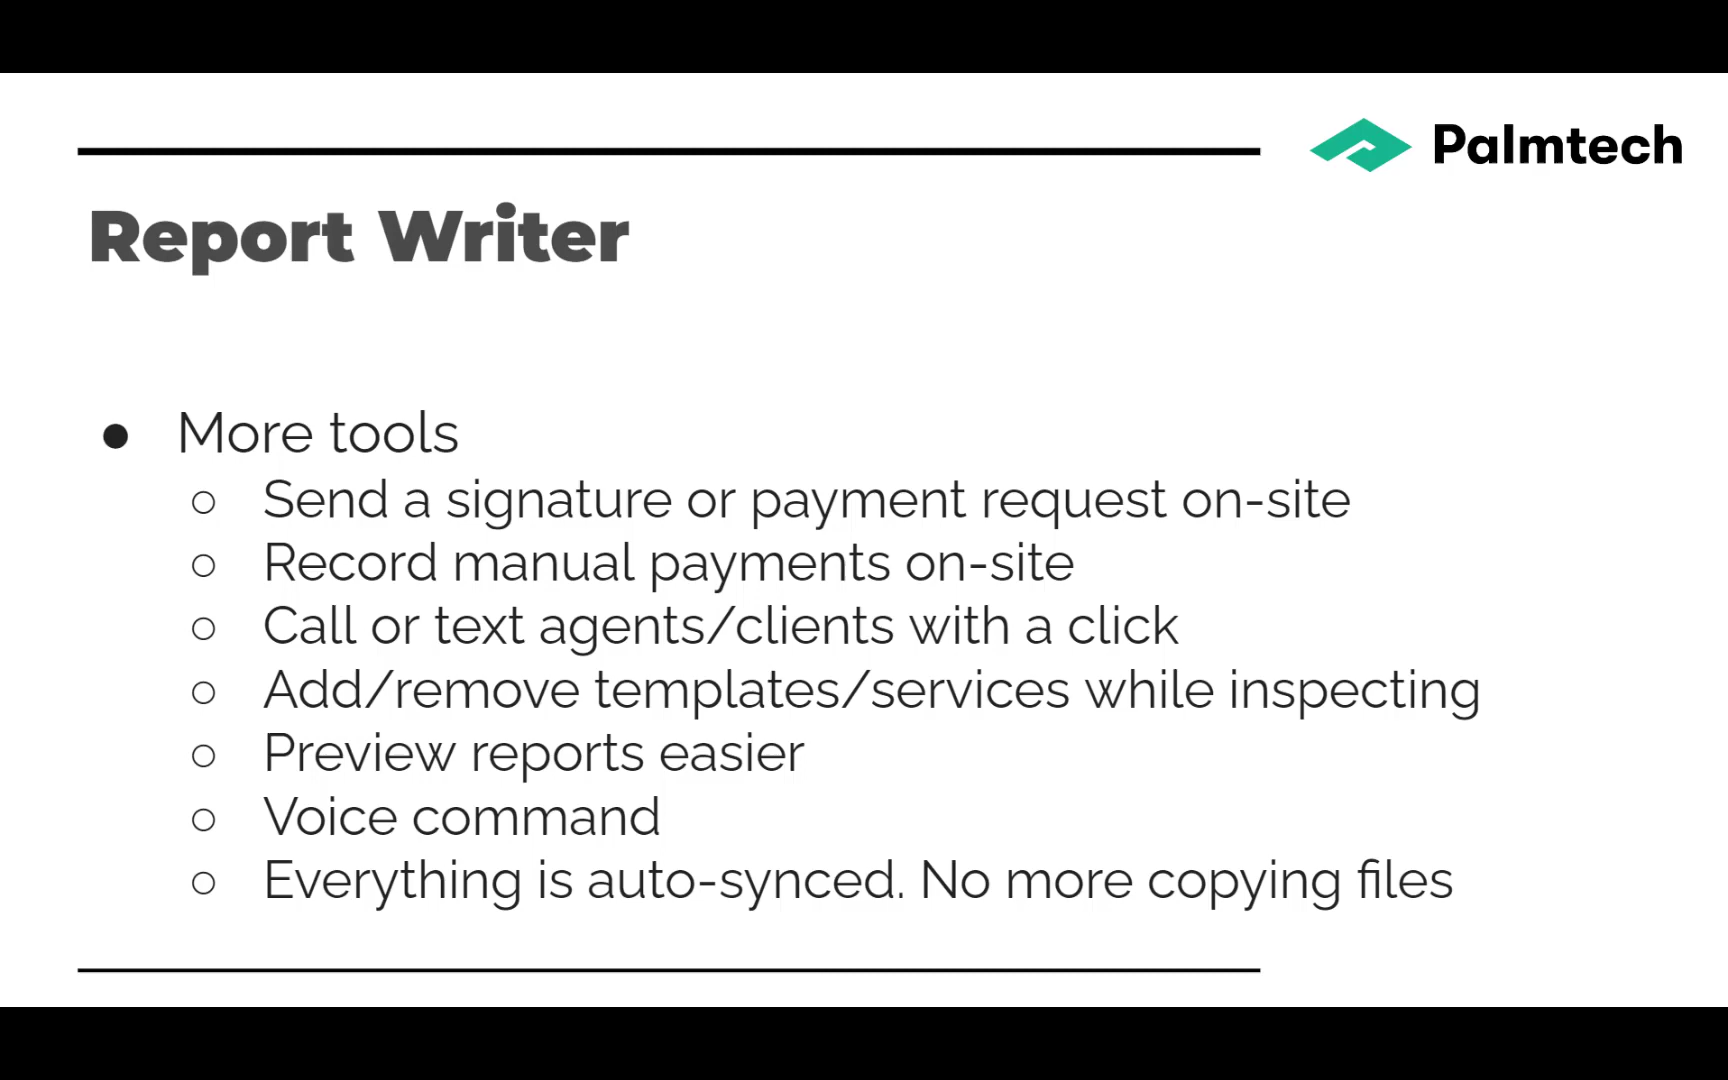 Palmtech
Report Writer
● More tools
○ Send a signature or payment request on-site
○ Record manual payments on-site
○ Call or text agents/clients with a click
○ Add/remove templates/services while inspecting
○ Preview reports easier
○ Voice command
○ Everything is auto-synced. No more copying files